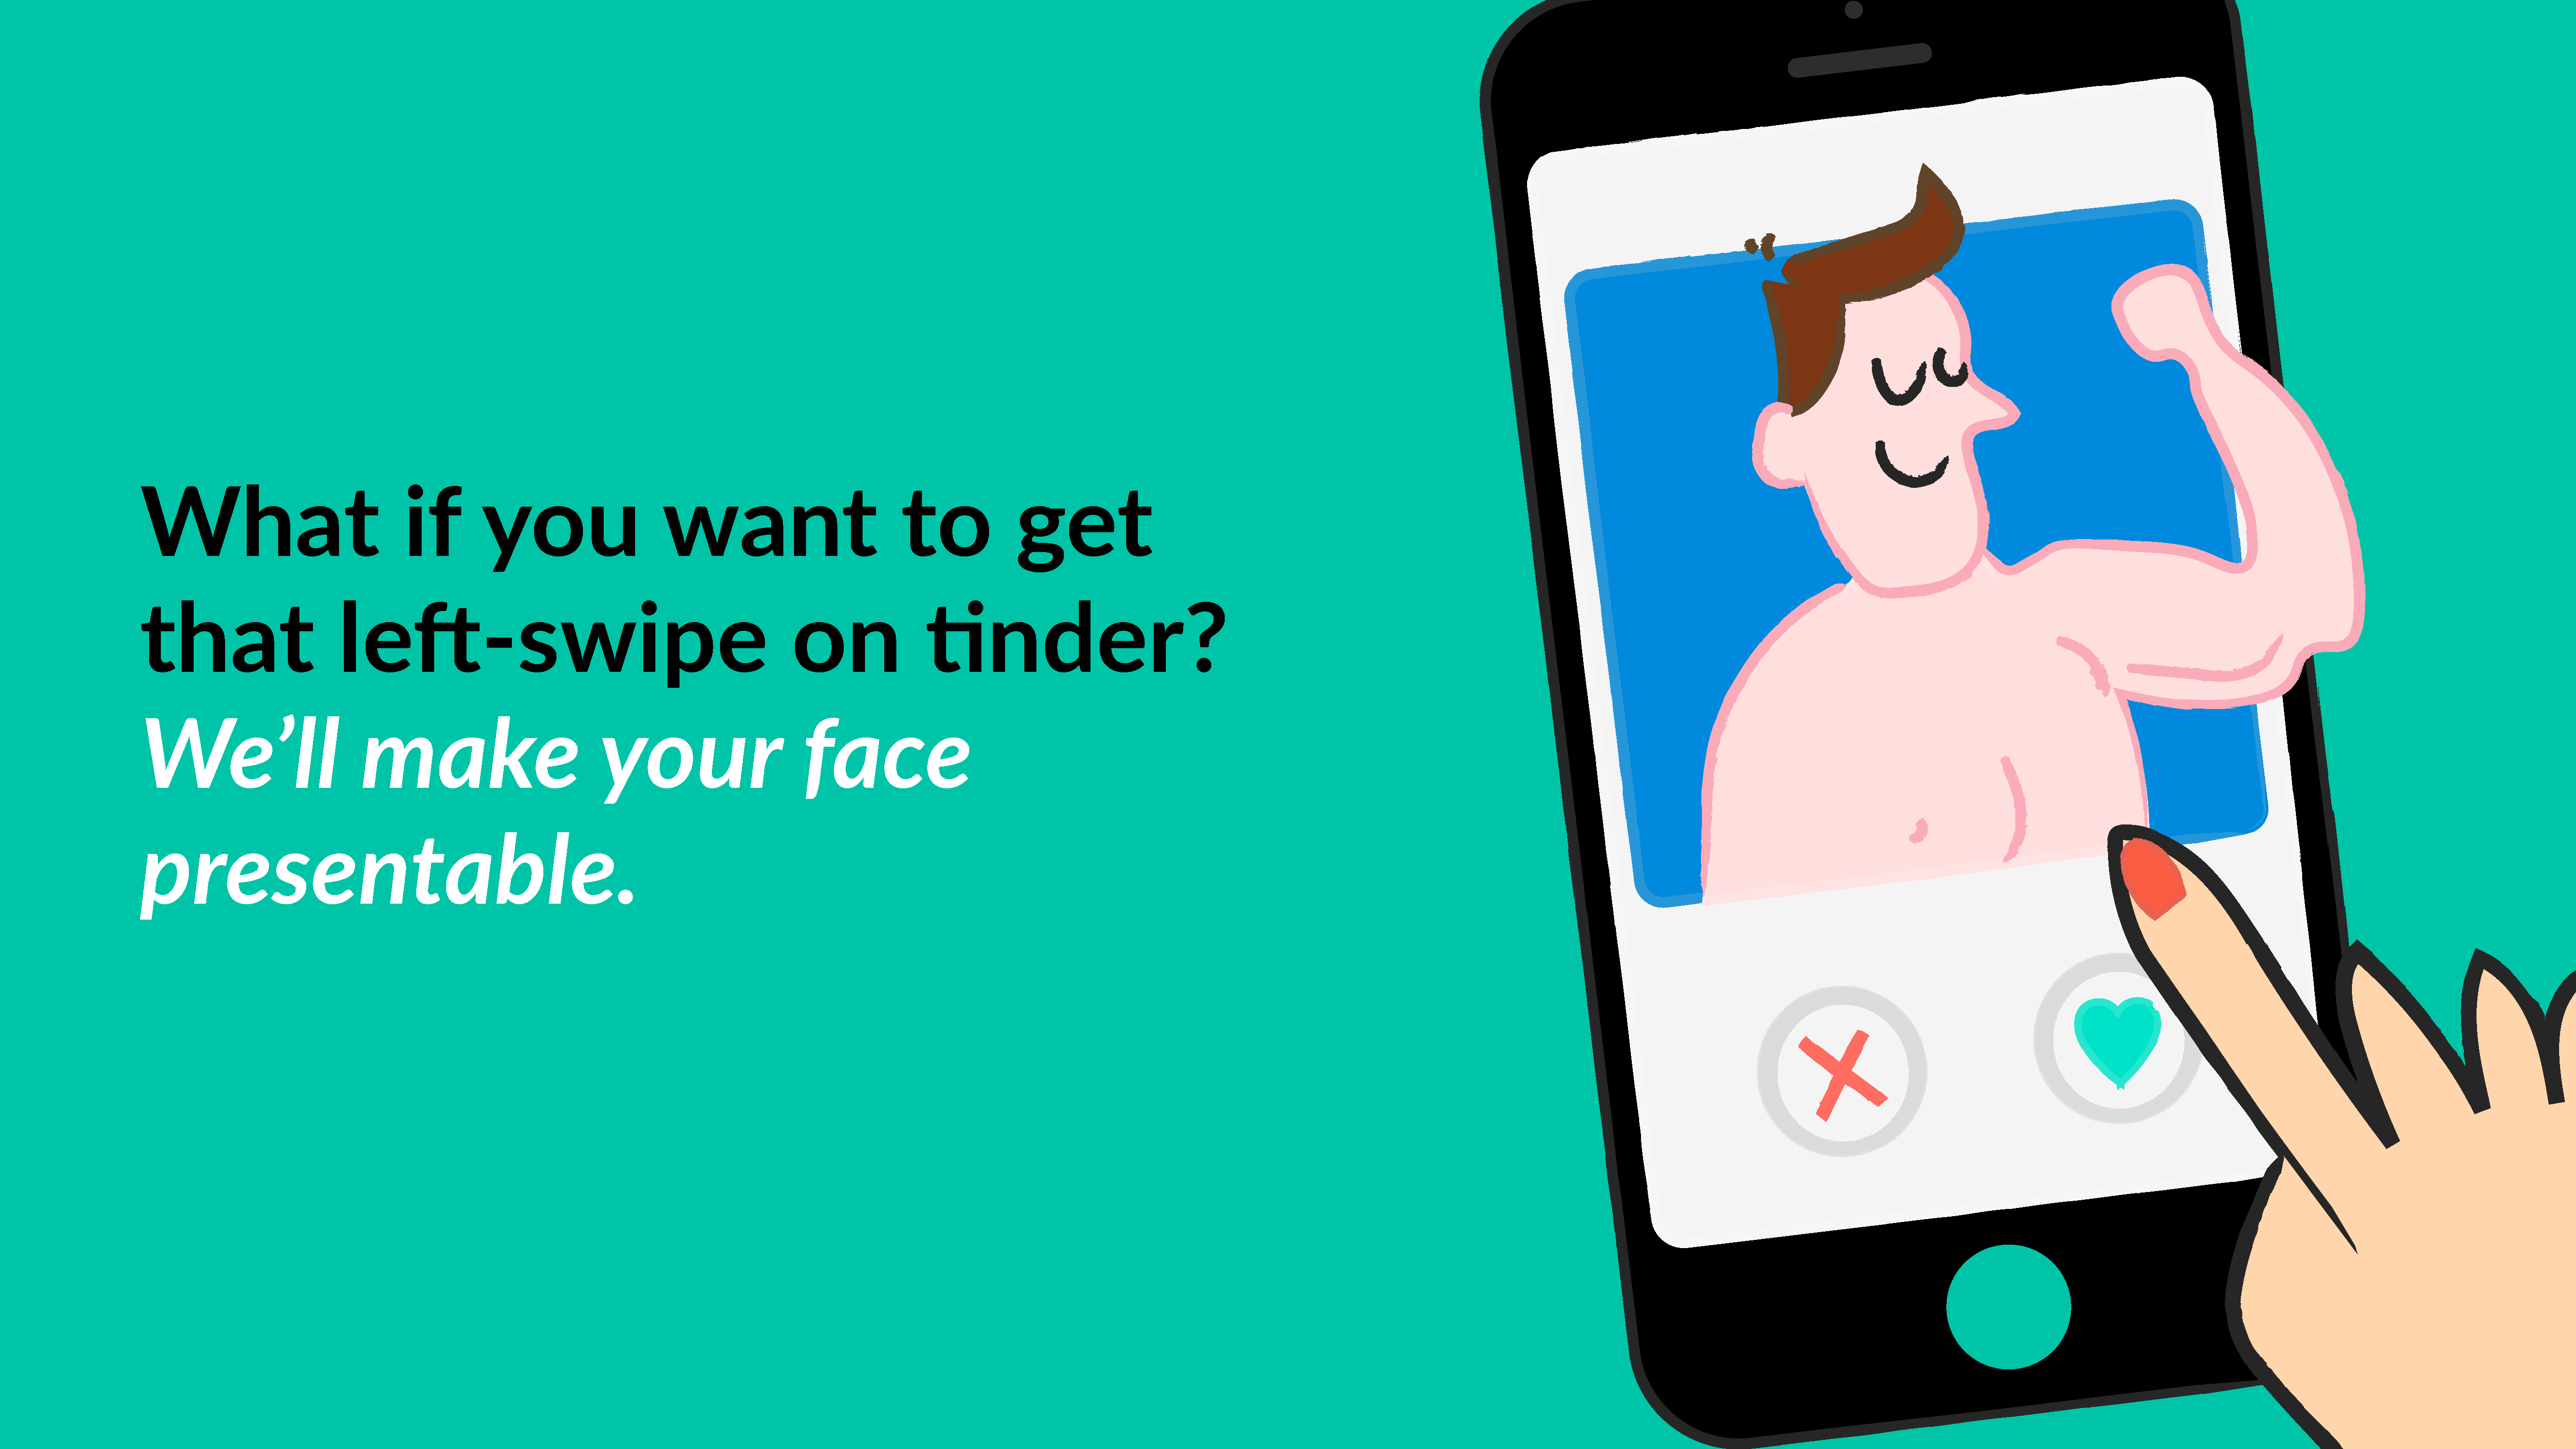 What if you want to get
that left-swipe on tinder?
We’ll make your face
presentable.